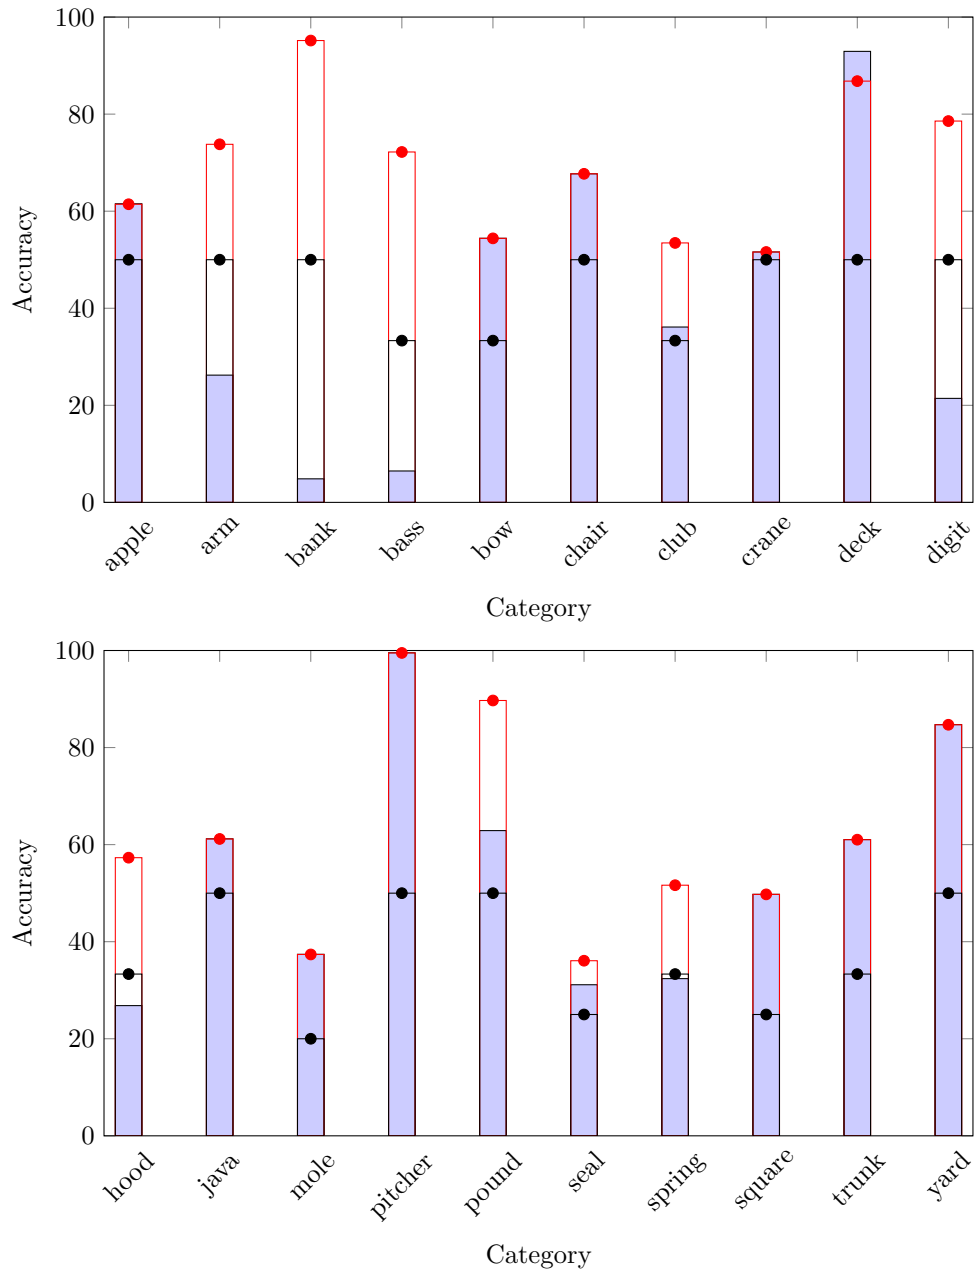 100
80
60
40
20
0
Accuracy
apple arm bank bass bow chair club crane deck digit
Category
100
80
60
40
20
0
Accuracy
hood java mole pitcher pound seal spring square trunk yard
Category